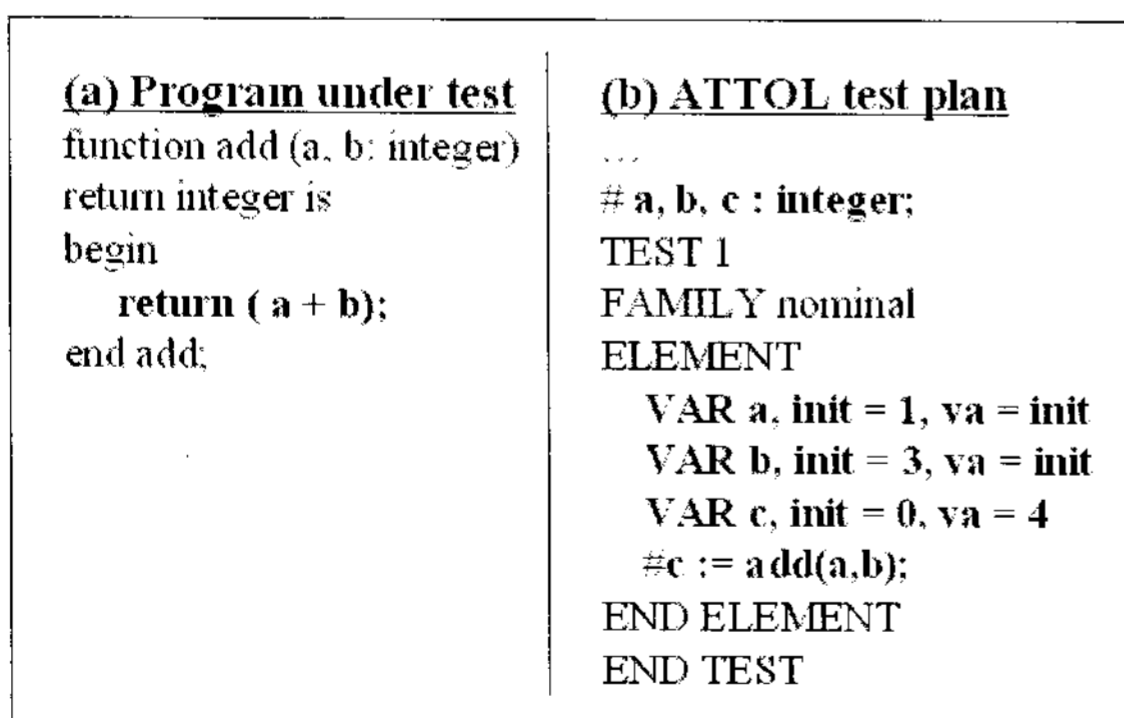 (a) Program under test
function add (a, b: integer)
return integer is
begin
return ( a + b);
end add;
(b) ATTOL test plan
...
# a, b, c : integer;
TEST 1
FAMILY nominal
ELEMENT
VAR a, init = 1, va = init
VAR b, init = 3, va = init
VAR c, init = 0, va = 4
#c := add(a,b);
END ELEMENT
END TEST